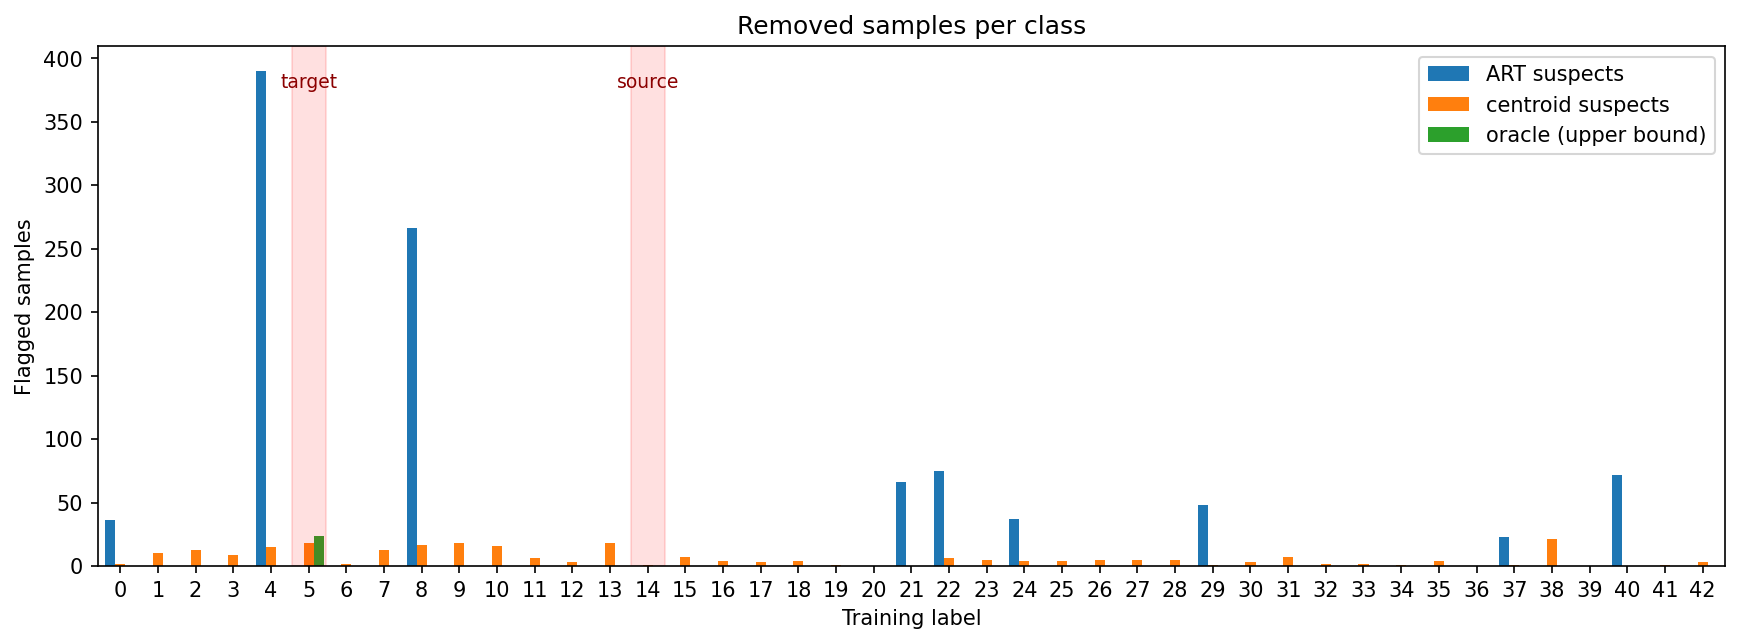 Removed samples per class
400
350
300
250
200
150
100
50
0
Flagged samples
target
source
ART suspects
centroid suspects
oracle (upper bound)
0 1 2 3 4 5 6 7 8 9 10 11 12 13 14 15 16 17 18 19 20 21 22 23 24 25 26 27 28 29 30 31 32 33 34 35 36 37 38 39 40 41 42
Training label